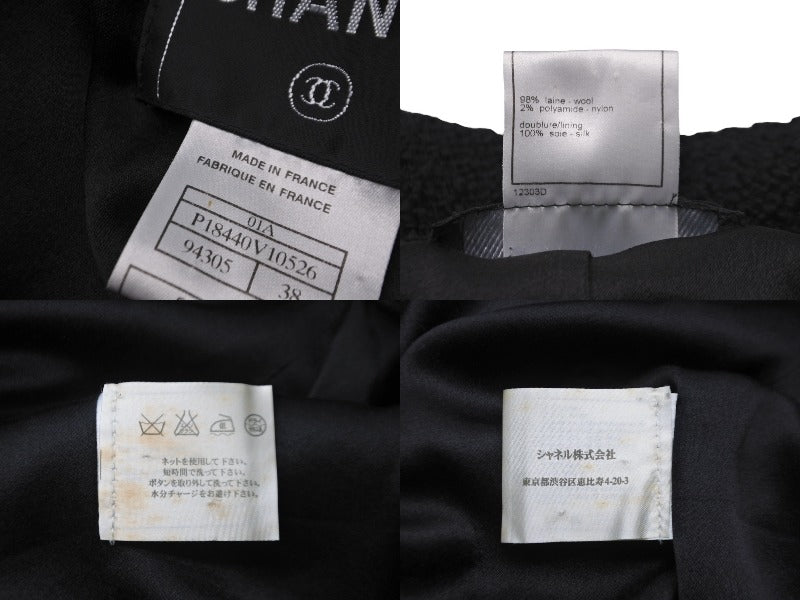 CHAN
MADE IN FRANCE
FABRIQUE EN FRANCE
01A
P18440V10526
94305 38
98% laine - wool
2% polyamide - nylon
doublure/lining
100% soie - silk
12303D
ネットを使用して下さい。
短時間で洗って下さい。
ボタンを取り外して洗って下さい。
水分チャージをお避け下さい。
シャネル株式会社
東京都渋谷区恵比寿4-20-3